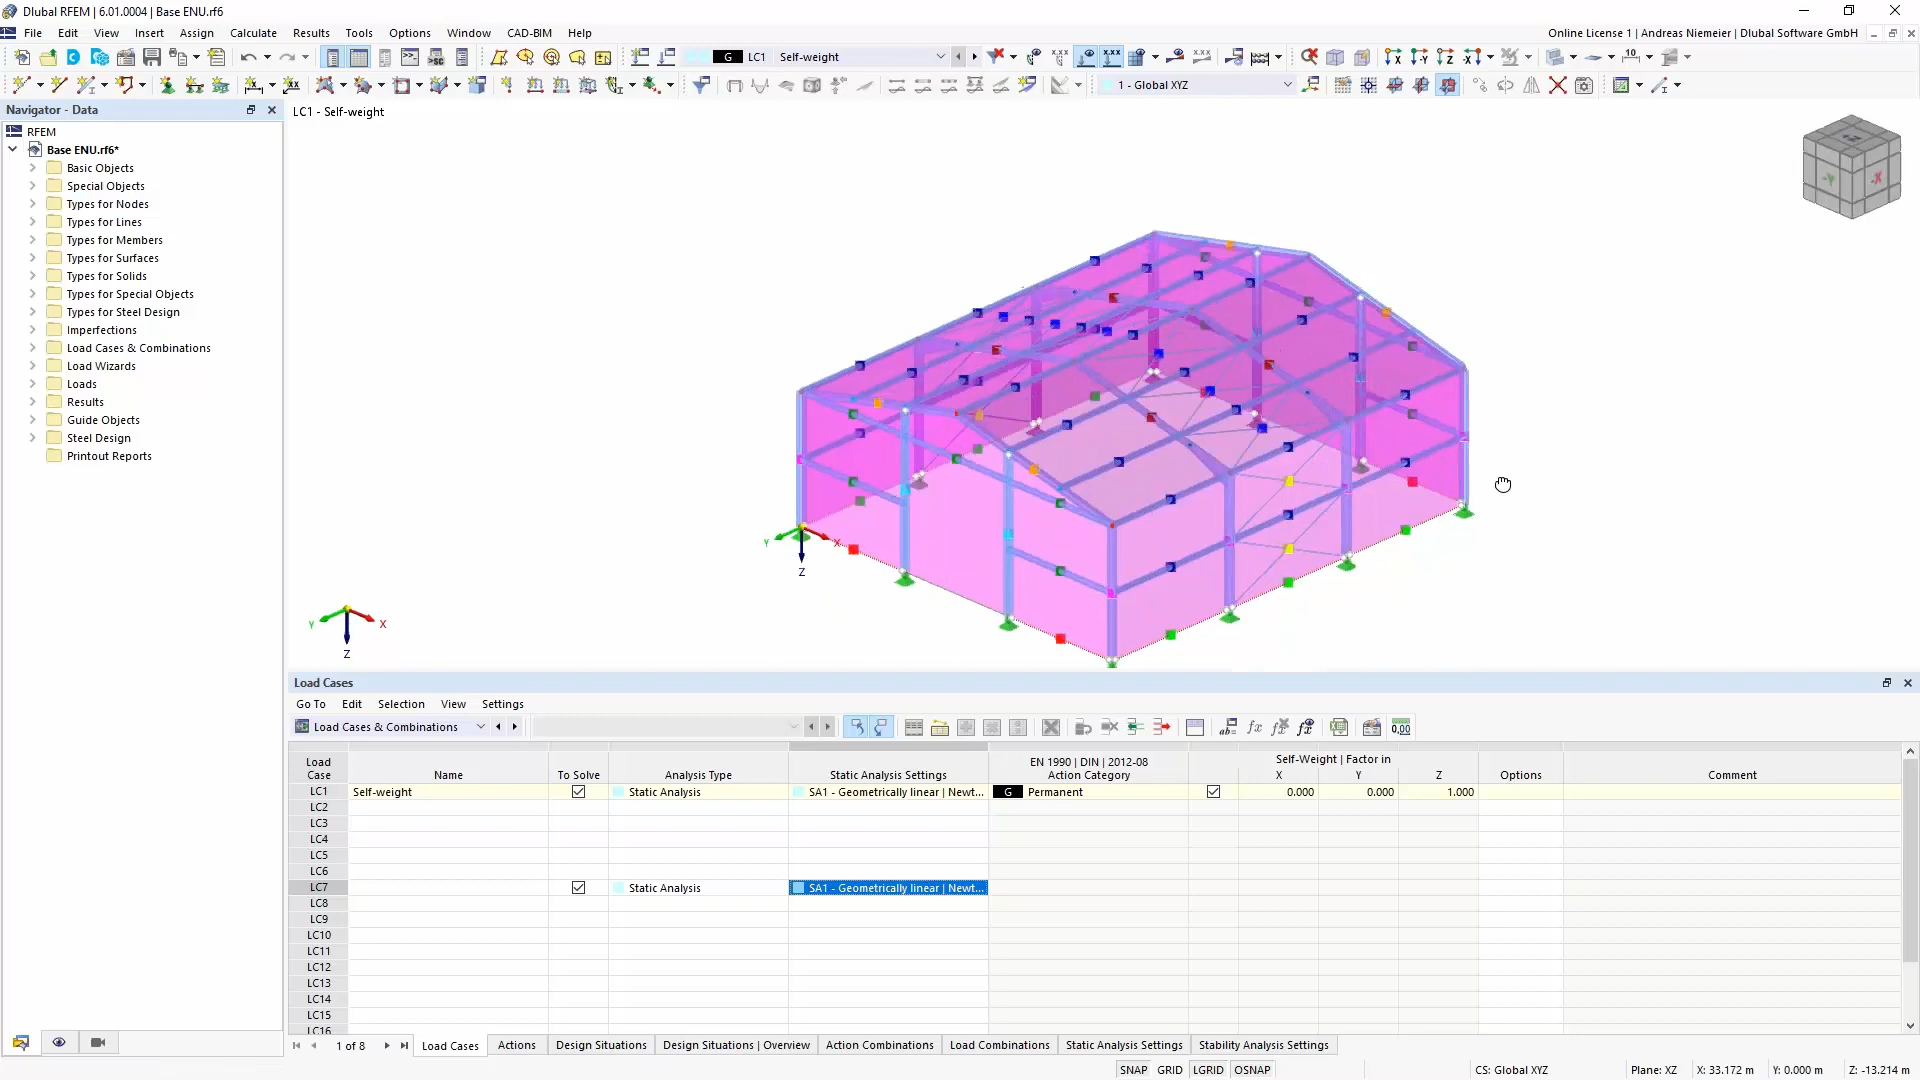 Dlubal RFEM | 6.01.0004 | Base ENU.rf6*
File Edit View Insert Assign Calculate Results Tools Options Window CAD-BIM Help
Online License 1 | Andreas Niemeier | Dlubal Software GmbH
G LC1 Self-weight
1 - Global XYZ
Navigator - Data
RFEM
Base ENU.rf6*
Basic Objects
Special Objects
Types for Nodes
Types for Lines
Types for Members
Types for Surfaces
Types for Solids
Types for Special Objects
Types for Steel Design
Imperfections
Load Cases & Combinations
Load Wizards
Loads
Results
Guide Objects
Steel Design
Printout Reports
LC1 - Self-weight
+Z
-Y
-X
Y X
Z
Y X
Z
Load Cases
Go To Edit Selection View Settings
Load Cases & Combinations
Load Case
Name
To Solve
Analysis Type
Static Analysis Settings
EN 1990 | DIN | 2012-08
Action Category
Self-Weight | Factor in
X Y Z
Options
Comment
LC1 Self-weight Static Analysis SA1 - Geometrically linear | Newt... G Permanent 0.000 0.000 1.000
LC2
LC3
LC4
LC5
LC6
LC7 Static Analysis SA1 - Geometrically linear | Newt...
LC8
LC9
LC10
LC11
LC12
LC13
LC14
LC15
LC16
1 of 8 Load Cases Actions Design Situations Design Situations | Overview Action Combinations Load Combinations Static Analysis Settings Stability Analysis Settings
SNAP GRID LGRID OSNAP CS: Global XYZ Plane: XZ X: 33.172 m Y: 0.000 m Z: -13.214 m